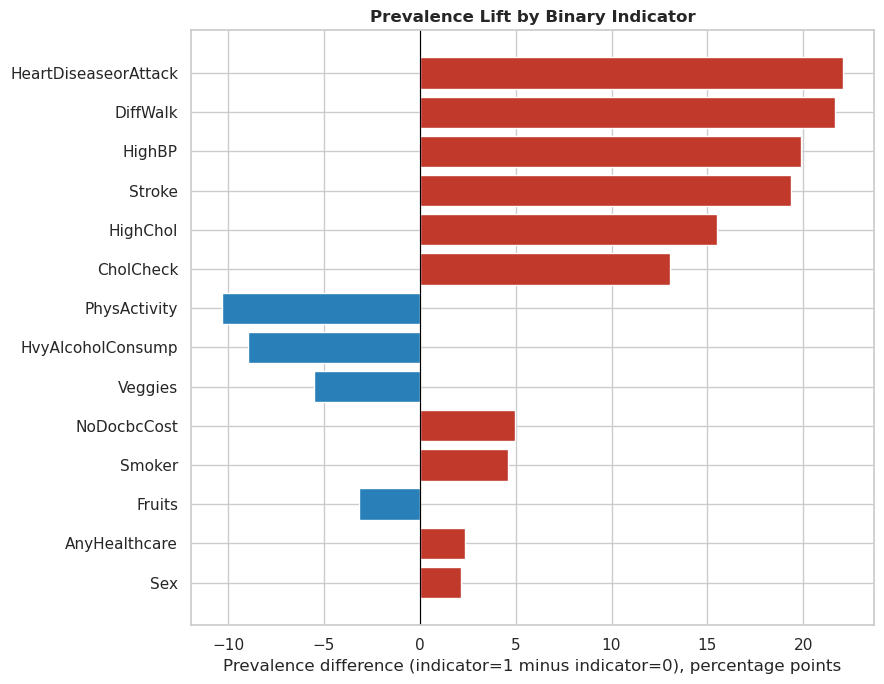 Prevalence Lift by Binary Indicator
HeartDiseaseorAttack
DiffWalk
HighBP
Stroke
HighChol
CholCheck
PhysActivity
HvyAlcoholConsump
Veggies
NoDocbcCost
Smoker
Fruits
AnyHealthcare
Sex
−10 −5 0 5 10 15 20
Prevalence difference (indicator=1 minus indicator=0), percentage points